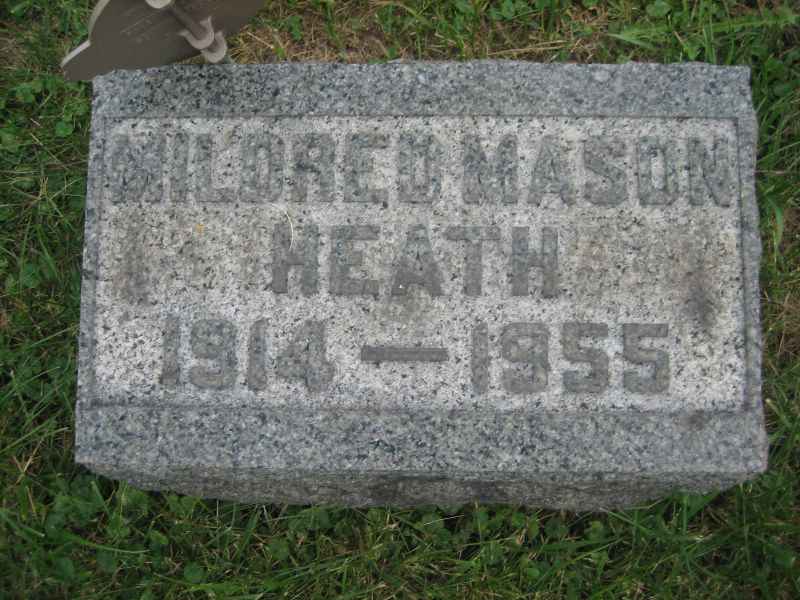 MILDRED MASON
HEATH
1914 — 1955